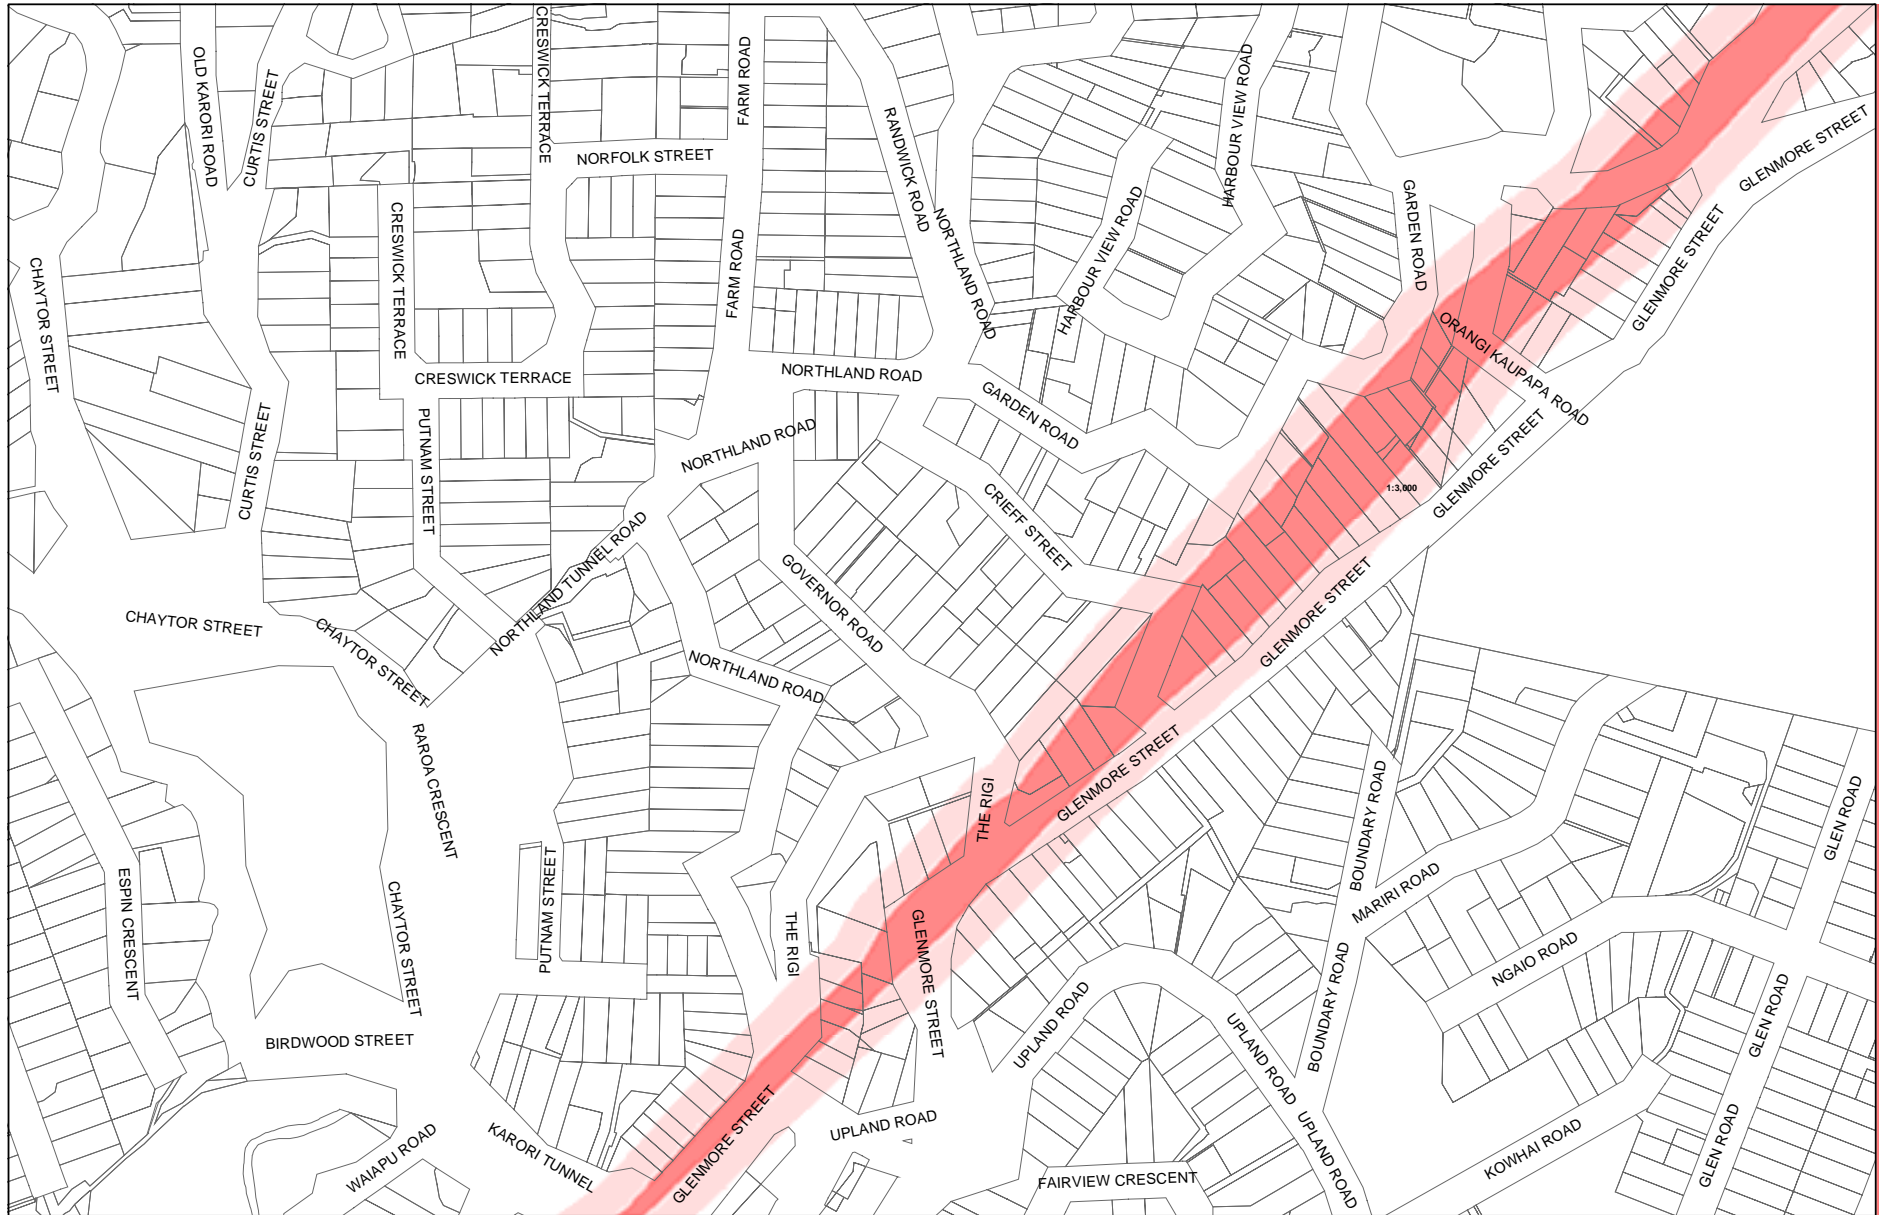 CRESWICK TERRACE
OLD KARORI ROAD
CURTIS STREET
FARM ROAD
RANDWICK ROAD
HARBOUR VIEW ROAD
GLENMORE STREET
NORFOLK STREET
CRESWICK TERRACE
FARM ROAD
NORTHLAND ROAD
HARBOUR VIEW ROAD
GARDEN ROAD
GLENMORE STREET
CHAYTOR STREET
ORANGI KAUPAPA ROAD
CRESWICK TERRACE
NORTHLAND ROAD
GARDEN ROAD
CURTIS STREET
PUTNAM STREET
NORTHLAND ROAD
GLENMORE STREET
1:3,000
CRIEFF STREET
NORTHLAND TUNNEL ROAD
GOVERNOR ROAD
GLENMORE STREET
CHAYTOR STREET
CHAYTOR STREET
NORTHLAND ROAD
RAROA CRESCENT
GLENMORE STREET
THE RIGI
BOUNDARY ROAD
GLEN ROAD
ESPIN CRESCENT
CHAYTOR STREET
PUTNAM STREET
THE RIGI
GLENMORE STREET
MARIRI ROAD
NGAIO ROAD
UPLAND ROAD
BOUNDARY ROAD
GLEN ROAD
BIRDWOOD STREET
UPLAND ROAD
GLENMORE STREET
UPLAND ROAD
WAIAPU ROAD
KARORI TUNNEL
UPLAND ROAD
KOWHAI ROAD
GLEN ROAD
FAIRVIEW CRESCENT